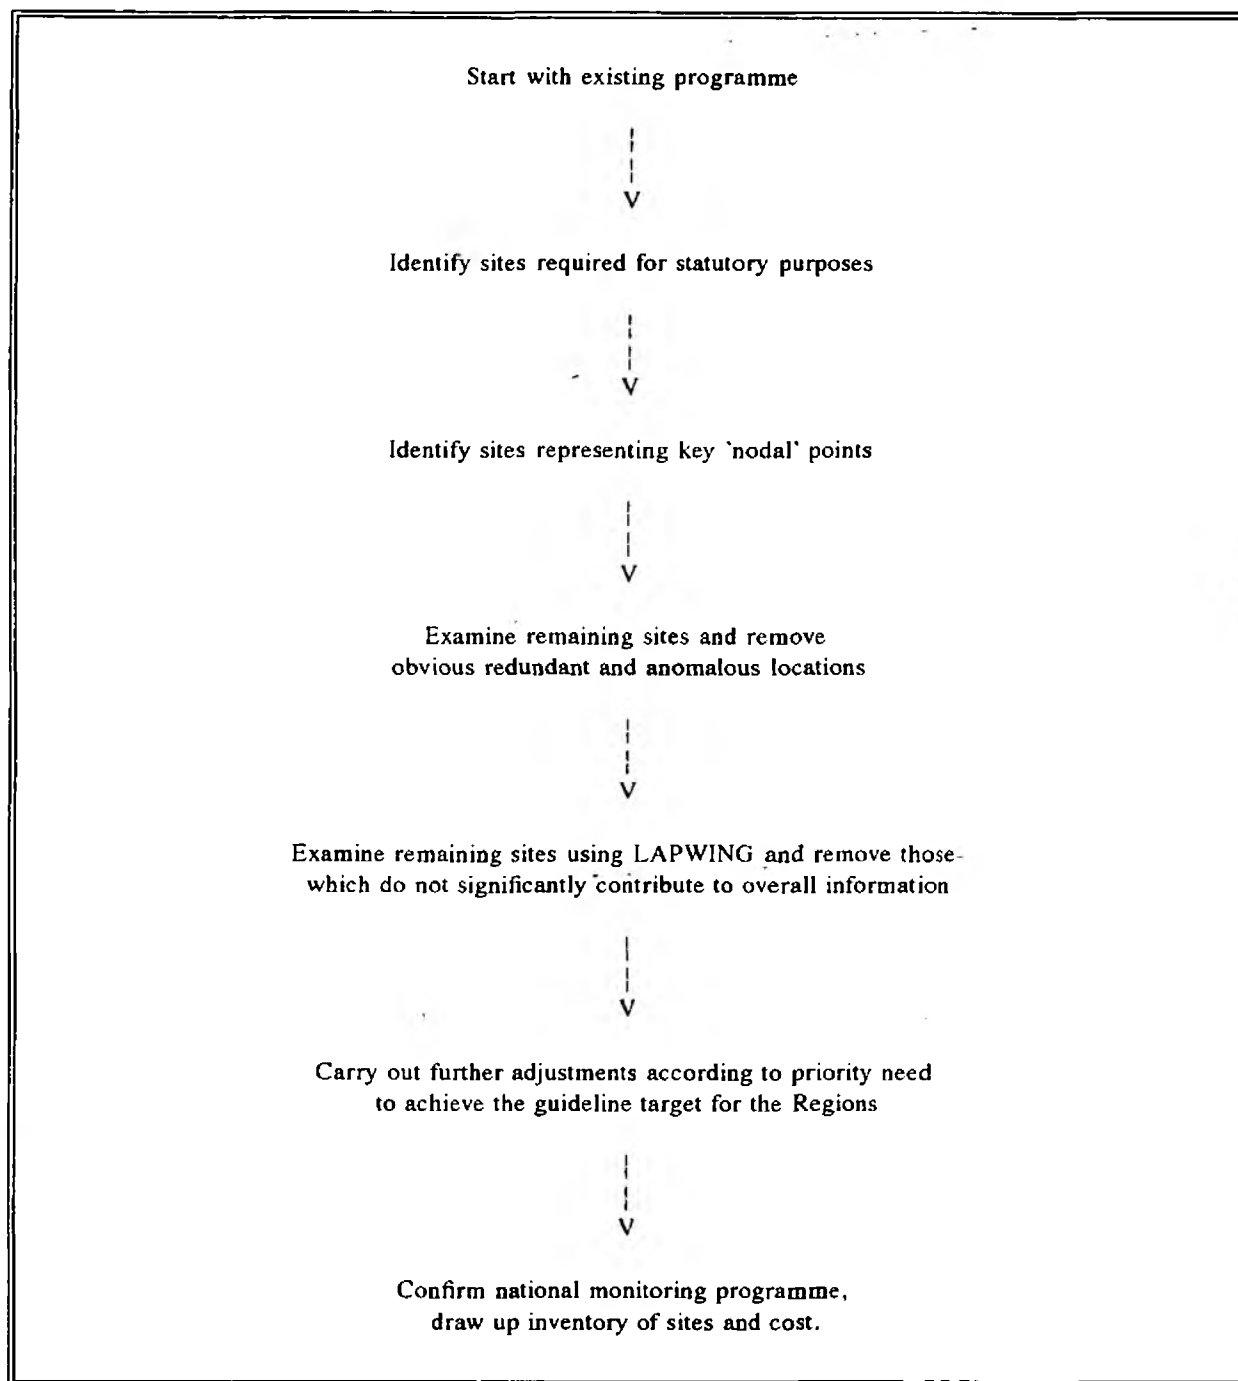 Start with existing programme
V
Identify sites required for statutory purposes
V
Identify sites representing key `nodal' points
V
Examine remaining sites and remove
obvious redundant and anomalous locations
V
Examine remaining sites using LAPWING and remove those
which do not significantly contribute to overall information
V
Carry out further adjustments according to priority need
to achieve the guideline target for the Regions
V
Confirm national monitoring programme,
draw up inventory of sites and cost.